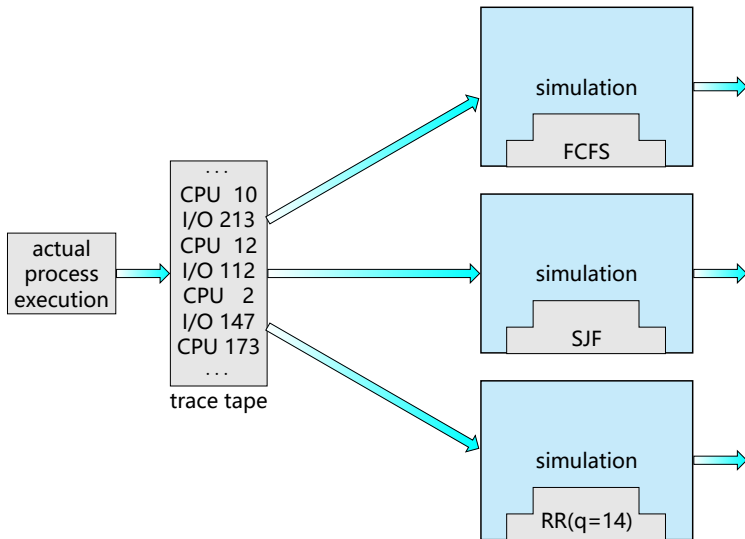 actual
process
execution
. . .
CPU 10
I/O 213
CPU 12
I/O 112
CPU 2
I/O 147
CPU 173
. . .
trace tape
simulation
FCFS
simulation
SJF
simulation
RR(q=14)